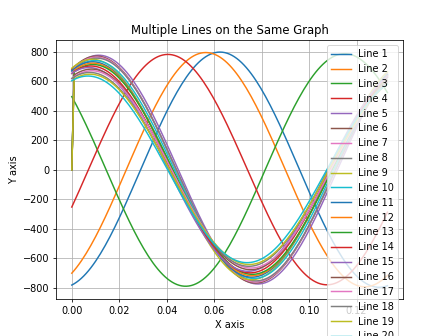 Multiple Lines on the Same Graph
Y axis
800
600
400
200
0
−200
−400
−600
−800
0.00
0.02
0.04
0.06
0.08
0.10
X axis
Line 1
Line 2
Line 3
Line 4
Line 5
Line 6
Line 7
Line 8
Line 9
Line 10
Line 11
Line 12
Line 13
Line 14
Line 15
Line 16
Line 17
Line 18
Line 19
Line 20